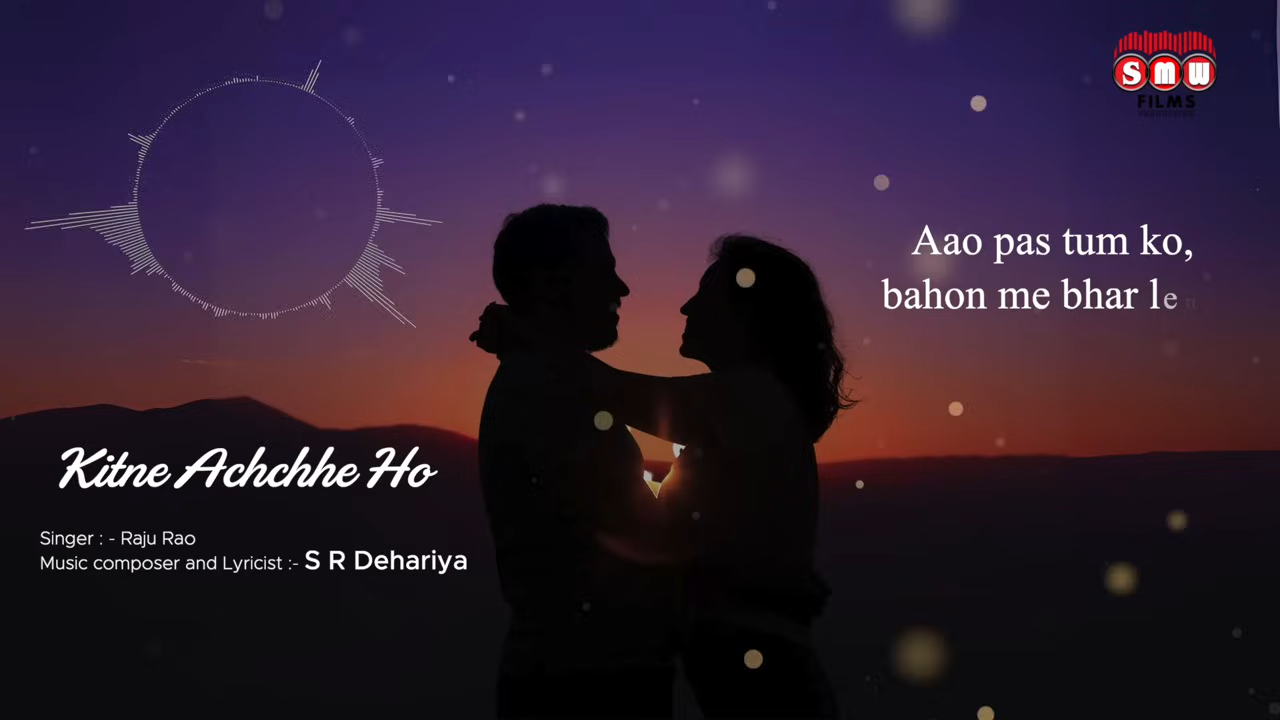 SMW
FILMS
Aao pas tum ko,
bahon me bhar le
Kitne Achchhe Ho
Singer : - Raju Rao
Music composer and Lyricist :- S R Dehariya